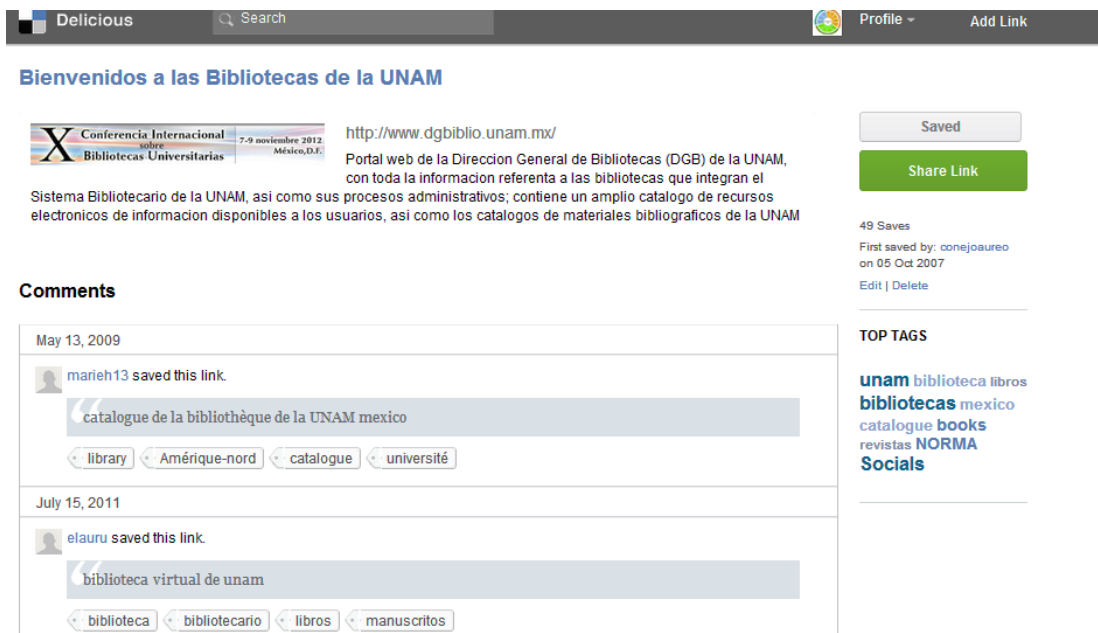 Delicious
Search
Profile
Add Link
Bienvenidos a las Bibliotecas de la UNAM
X Conferencia Internacional
sobre
Bibliotecas Universitarias
7-9 noviembre 2012
México,D.F.
http://www.dgbiblio.unam.mx/
Portal web de la Direccion General de Bibliotecas (DGB) de la UNAM,
con toda la informacion referenta a las bibliotecas que integran el
Sistema Bibliotecario de la UNAM, asi como sus procesos administrativos; contiene un amplio catalogo de recursos
electronicos de informacion disponibles a los usuarios, asi como los catalogos de materiales bibliograficos de la UNAM
Saved
Share Link
49 Saves
First saved by: conejoaureo
on 05 Oct 2007
Edit | Delete
Comments
May 13, 2009
marieh13 saved this link.
catalogue de la bibliothèque de la UNAM mexico
library Amérique-nord catalogue université
July 15, 2011
elauru saved this link.
biblioteca virtual de unam
biblioteca bibliotecario libros manuscritos
TOP TAGS
unam biblioteca libros
bibliotecas mexico
catalogue books
revistas NORMA
Socials